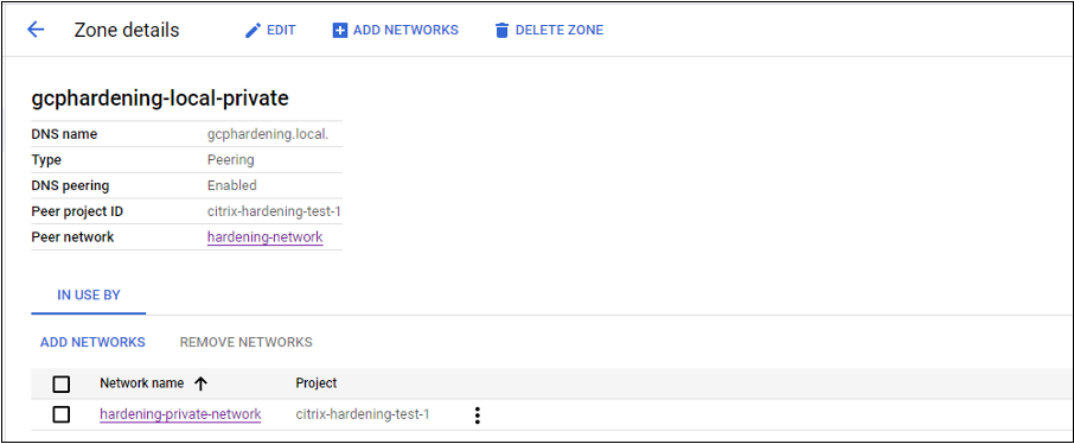 Zone details EDIT ADD NETWORKS DELETE ZONE
gcphardening-local-private
DNS name gcphardening.local.
Type Peering
DNS peering Enabled
Peer project ID citrix-hardening-test-1
Peer network hardening-network
IN USE BY
ADD NETWORKS REMOVE NETWORKS
Network name Project
hardening-private-network citrix-hardening-test-1